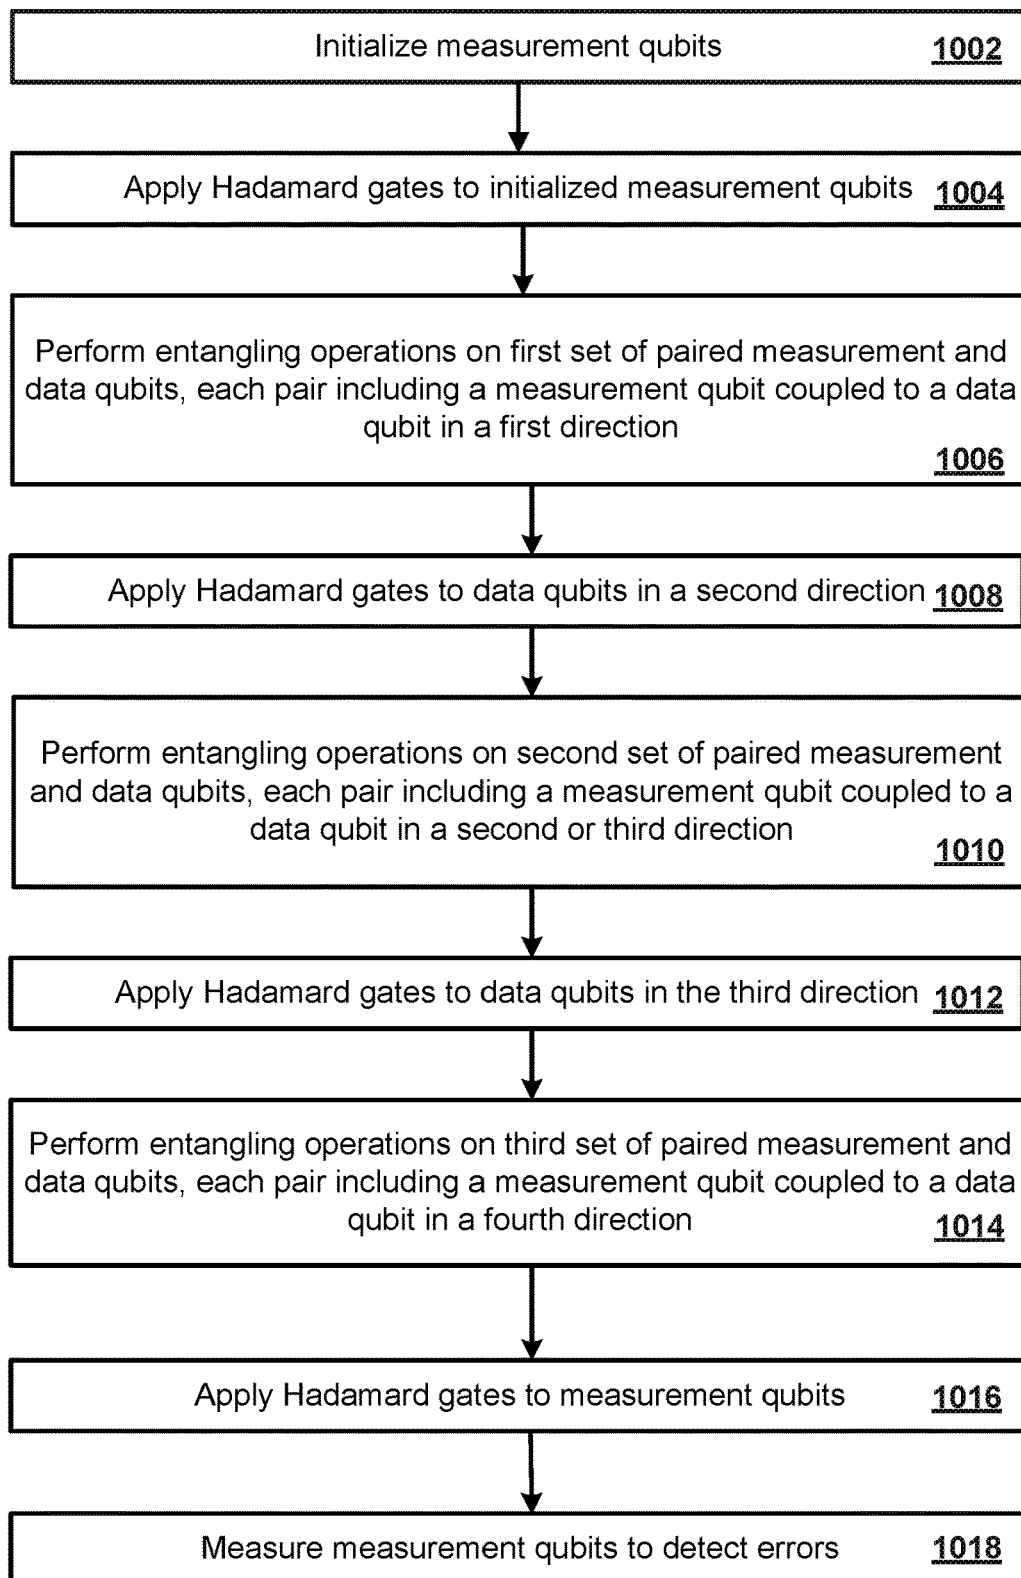 Initialize measurement qubits 1002
Apply Hadamard gates to initialized measurement qubits 1004
Perform entangling operations on first set of paired measurement and
data qubits, each pair including a measurement qubit coupled to a data
qubit in a first direction
1006
Apply Hadamard gates to data qubits in a second direction 1008
Perform entangling operations on second set of paired measurement
and data qubits, each pair including a measurement qubit coupled to a
data qubit in a second or third direction
1010
Apply Hadamard gates to data qubits in the third direction 1012
Perform entangling operations on third set of paired measurement and
data qubits, each pair including a measurement qubit coupled to a data
qubit in a fourth direction 1014
Apply Hadamard gates to measurement qubits 1016
Measure measurement qubits to detect errors 1018